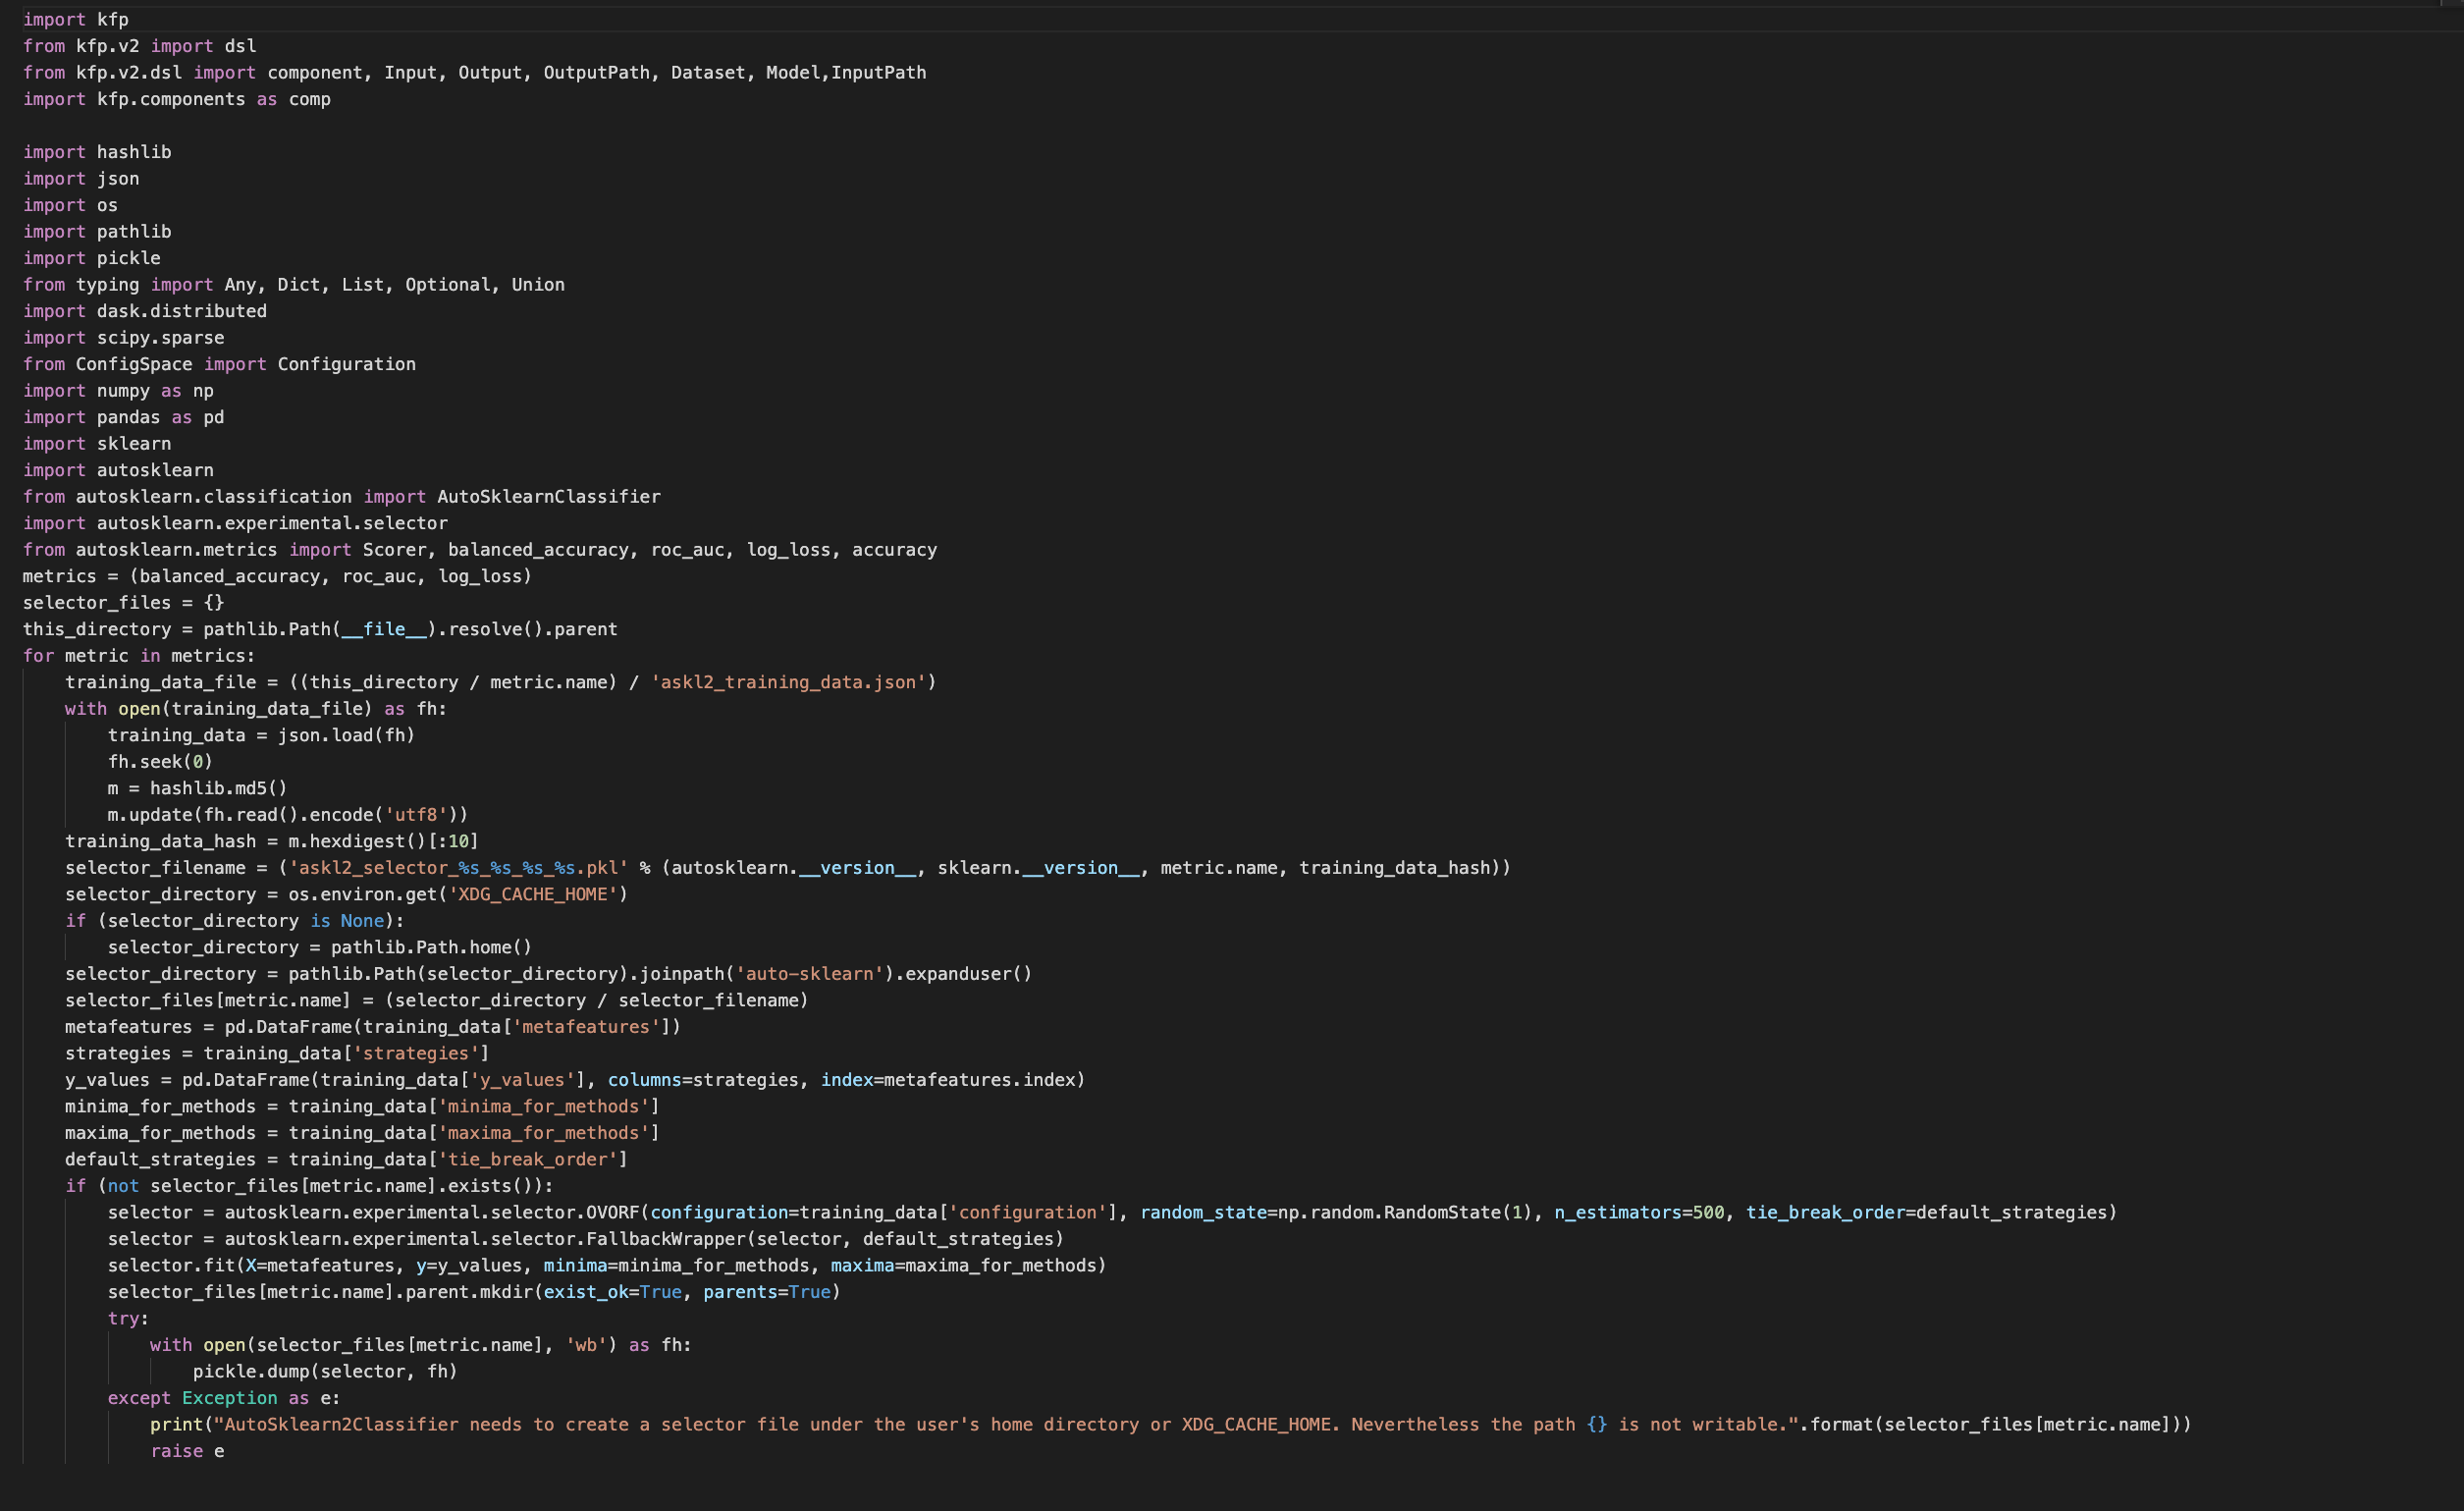 import kfp
from kfp.v2 import dsl
from kfp.v2.dsl import component, Input, Output, OutputPath, Dataset, Model,InputPath
import kfp.components as comp

import hashlib
import json
import os
import pathlib
import pickle
from typing import Any, Dict, List, Optional, Union
import dask.distributed
import scipy.sparse
from ConfigSpace import Configuration
import numpy as np
import pandas as pd
import sklearn
import autosklearn
from autosklearn.classification import AutoSklearnClassifier
import autosklearn.experimental.selector
from autosklearn.metrics import Scorer, balanced_accuracy, roc_auc, log_loss, accuracy
metrics = (balanced_accuracy, roc_auc, log_loss)
selector_files = {}
this_directory = pathlib.Path(__file__).resolve().parent
for metric in metrics:
    training_data_file = ((this_directory / metric.name) / 'askl2_training_data.json')
    with open(training_data_file) as fh:
        training_data = json.load(fh)
        fh.seek(0)
        m = hashlib.md5()
        m.update(fh.read().encode('utf8'))
    training_data_hash = m.hexdigest()[:10]
    selector_filename = ('askl2_selector_%s_%s_%s_%s.pkl' % (autosklearn.__version__, sklearn.__version__, metric.name, training_data_hash))
    selector_directory = os.environ.get('XDG_CACHE_HOME')
    if (selector_directory is None):
        selector_directory = pathlib.Path.home()
    selector_directory = pathlib.Path(selector_directory).joinpath('auto-sklearn').expanduser()
    selector_files[metric.name] = (selector_directory / selector_filename)
    metafeatures = pd.DataFrame(training_data['metafeatures'])
    strategies = training_data['strategies']
    y_values = pd.DataFrame(training_data['y_values'], columns=strategies, index=metafeatures.index)
    minima_for_methods = training_data['minima_for_methods']
    maxima_for_methods = training_data['maxima_for_methods']
    default_strategies = training_data['tie_break_order']
    if (not selector_files[metric.name].exists()):
        selector = autosklearn.experimental.selector.OVORF(configuration=training_data['configuration'], random_state=np.random.RandomState(1), n_estimators=500, tie_break_order=default_strategies)
        selector = autosklearn.experimental.selector.FallbackWrapper(selector, default_strategies)
        selector.fit(X=metafeatures, y=y_values, minima=minima_for_methods, maxima=maxima_for_methods)
        selector_files[metric.name].parent.mkdir(exist_ok=True, parents=True)
        try:
            with open(selector_files[metric.name], 'wb') as fh:
                pickle.dump(selector, fh)
        except Exception as e:
            print("AutoSklearn2Classifier needs to create a selector file under the user's home directory or XDG_CACHE_HOME. Nevertheless the path {} is not writable.".format(selector_files[metric.name]))
            raise e